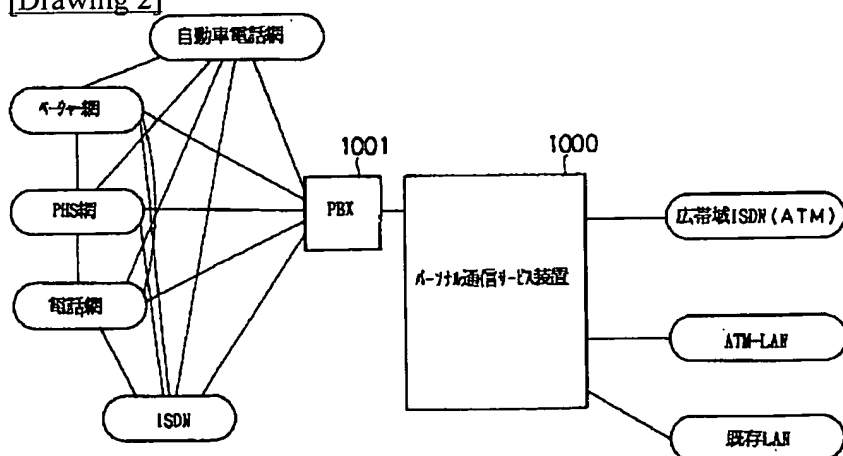 [Drawing 2]
自動車電話網
ページャー網
PHS網
電話網
ISDN
1001
PBX
1000
パーソナル通信サービス装置
広帯域ISDN(ATM)
ATM-LAN
既存LAN